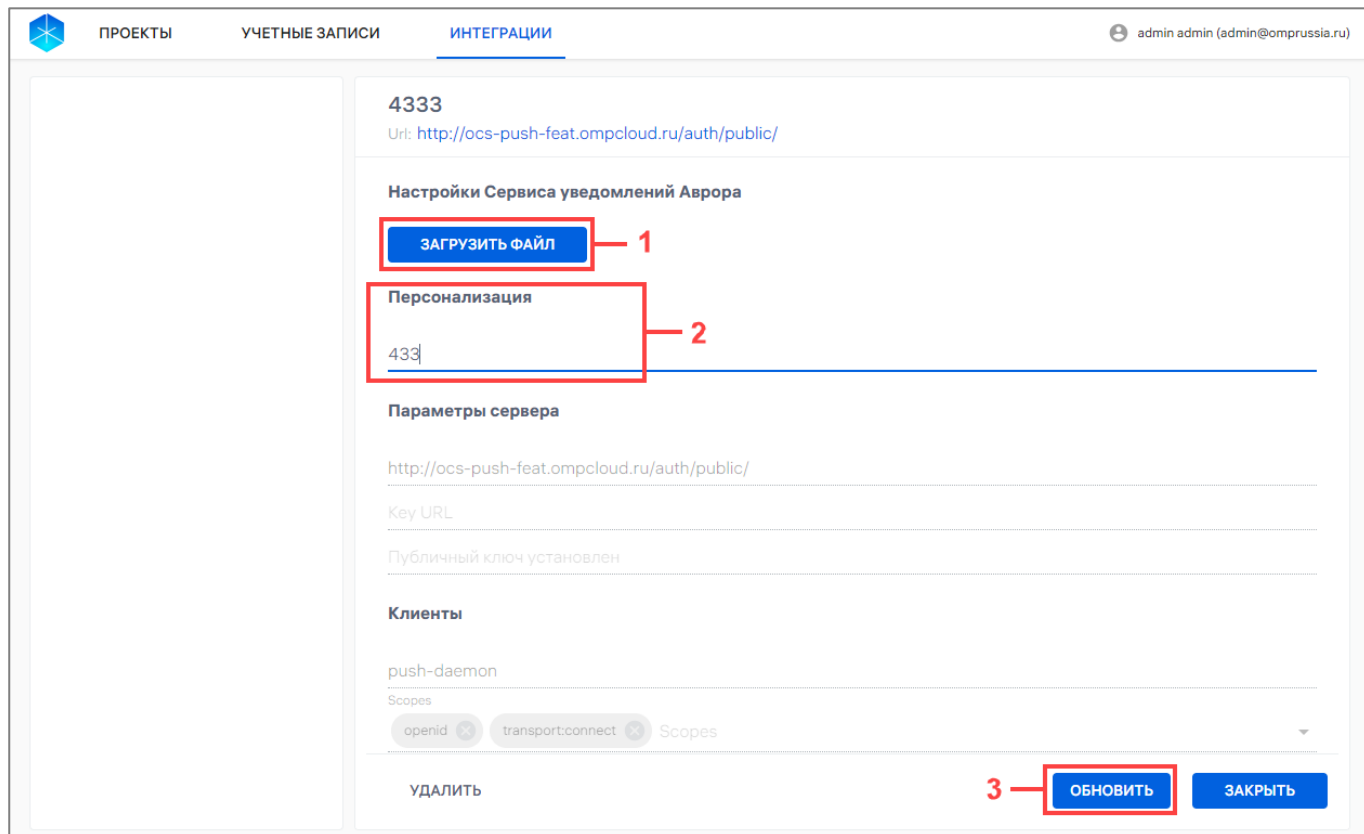 ПРОЕКТЫ УЧЕТНЫЕ ЗАПИСИ ИНТЕГРАЦИИ admin admin (admin@omprussia.ru)
4333
Url: http://ocs-push-feat.ompcloud.ru/auth/public/
Настройки Сервиса уведомлений Аврора
ЗАГРУЗИТЬ ФАЙЛ 1
Персонализация
2
433
Параметры сервера
http://ocs-push-feat.ompcloud.ru/auth/public/
Key URL
Публичный ключ установлен
Клиенты
push-daemon
Scopes
openid transport:connect Scopes
УДАЛИТЬ 3 ОБНОВИТЬ ЗАКРЫТЬ